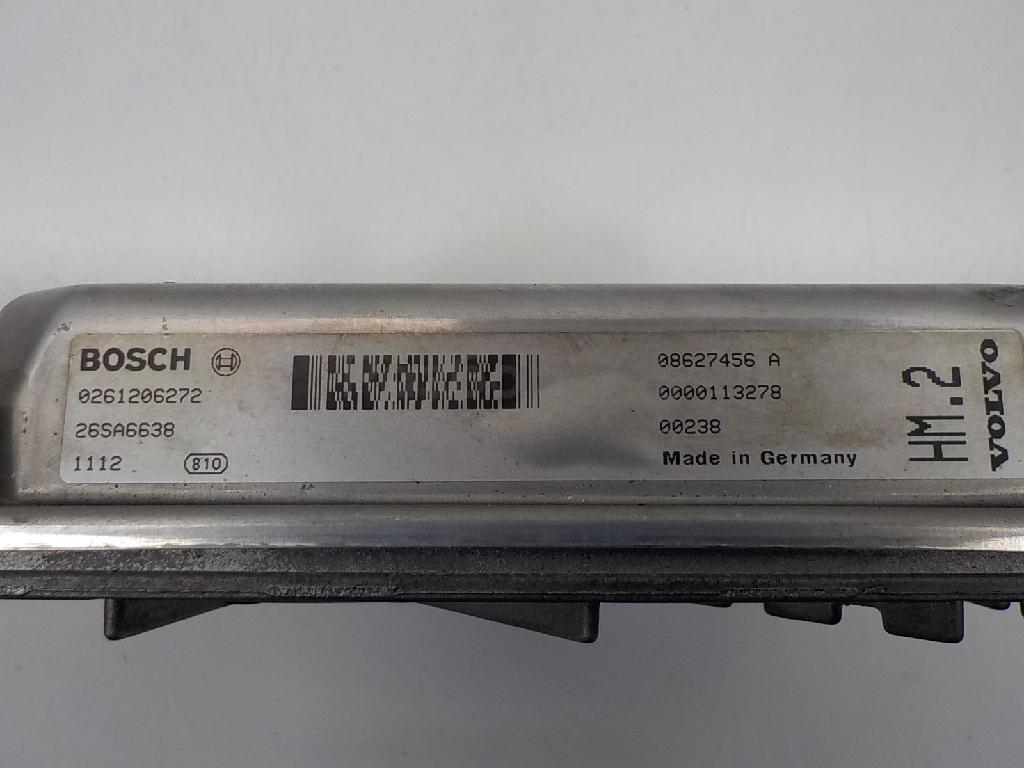 BOSCH
0261206272
26SA6638
1112 810
08627456 A
0000113278
00238
Made in Germany
HM.2
VOLVO